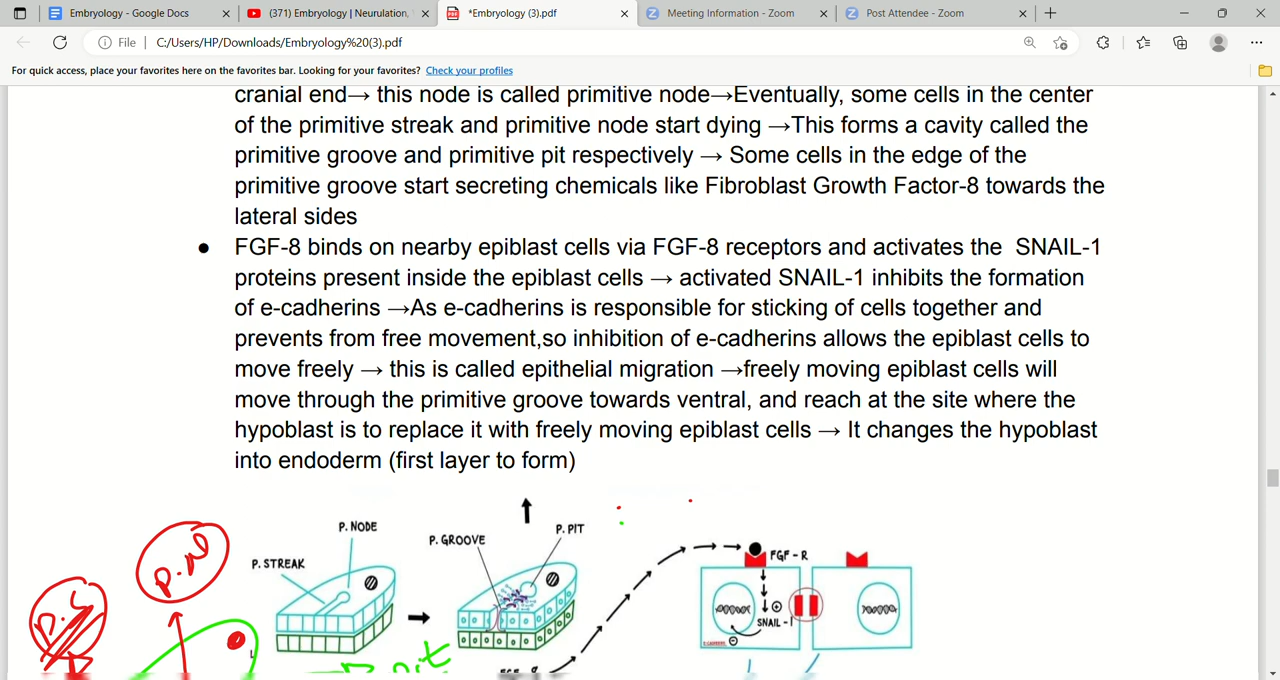 Embryology - Google Docs
(371) Embryology | Neurulation,
*Embryology (3).pdf
Meeting Information - Zoom
Post Attendee - Zoom
File
C:/Users/HP/Downloads/Embryology%20(3).pdf
For quick access, place your favorites here on the favorites bar. Looking for your favorites? Check your profiles
cranial end→ this node is called primitive node→Eventually, some cells in the center
of the primitive streak and primitive node start dying →This forms a cavity called the
primitive groove and primitive pit respectively → Some cells in the edge of the
primitive groove start secreting chemicals like Fibroblast Growth Factor-8 towards the
lateral sides
● FGF-8 binds on nearby epiblast cells via FGF-8 receptors and activates the SNAIL-1
proteins present inside the epiblast cells → activated SNAIL-1 inhibits the formation
of e-cadherins →As e-cadherins is responsible for sticking of cells together and
prevents from free movement,so inhibition of e-cadherins allows the epiblast cells to
move freely → this is called epithelial migration →freely moving epiblast cells will
move through the primitive groove towards ventral, and reach at the site where the
hypoblast is to replace it with freely moving epiblast cells → It changes the hypoblast
into endoderm (first layer to form)
P. NODE
P. STREAK
P. GROOVE
P. PIT
FGF - R
SNAIL - 1
E-CADHERINS
P.S
P.no
pit